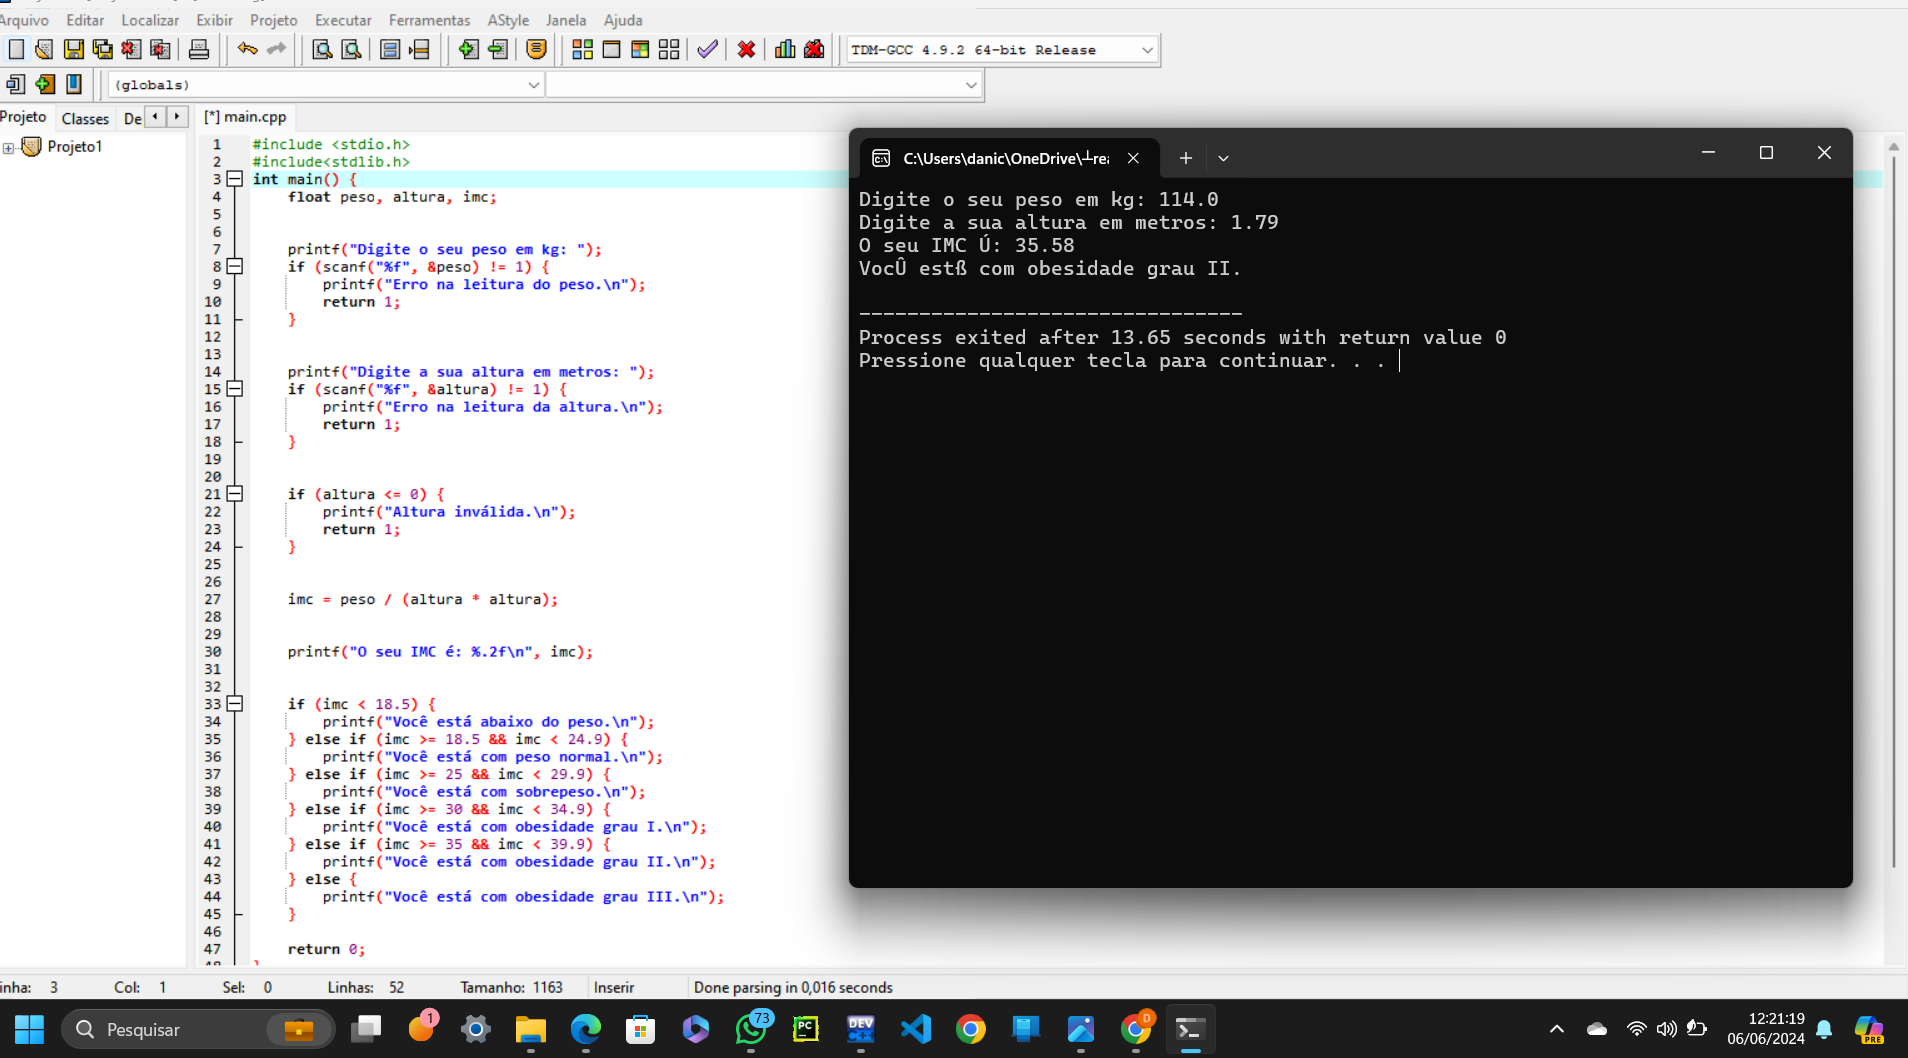 Arquivo Editar Localizar Exibir Projeto Executar Ferramentas AStyle Janela Ajuda
TDM-GCC 4.9.2 64-bit Release
(globals)
Projeto Classes De
[*] main.cpp
Projeto1
1 #include <stdio.h>
2 #include<stdlib.h>
3 int main() {
4 float peso, altura, imc;
5
6
7 printf("Digite o seu peso em kg: ");
8 if (scanf("%f", &peso) != 1) {
9 printf("Erro na leitura do peso.\n");
10 return 1;
11 }
12
13
14 printf("Digite a sua altura em metros: ");
15 if (scanf("%f", &altura) != 1) {
16 printf("Erro na leitura da altura.\n");
17 return 1;
18 }
19
20
21 if (altura <= 0) {
22 printf("Altura inválida.\n");
23 return 1;
24 }
25
26
27 imc = peso / (altura * altura);
28
29
30 printf("O seu IMC é: %.2f\n", imc);
31
32
33 if (imc < 18.5) {
34 printf("Você está abaixo do peso.\n");
35 } else if (imc >= 18.5 && imc < 24.9) {
36 printf("Você está com peso normal.\n");
37 } else if (imc >= 25 && imc < 29.9) {
38 printf("Você está com sobrepeso.\n");
39 } else if (imc >= 30 && imc < 34.9) {
40 printf("Você está com obesidade grau I.\n");
41 } else if (imc >= 35 && imc < 39.9) {
42 printf("Você está com obesidade grau II.\n");
43 } else {
44 printf("Você está com obesidade grau III.\n");
45 }
46
47 return 0;
C:\Users\danic\OneDrive\┴rea
Digite o seu peso em kg: 114.0
Digite a sua altura em metros: 1.79
O seu IMC Ú: 35.58
VocÛ estß com obesidade grau II.
--------------------------------
Process exited after 13.65 seconds with return value 0
Pressione qualquer tecla para continuar. . .
inha: 3 Col: 1 Sel: 0 Linhas: 52 Tamanho: 1163 Inserir Done parsing in 0,016 seconds
Pesquisar
1
73
PC
DEV
C++
D
12:21:19
06/06/2024
PRE